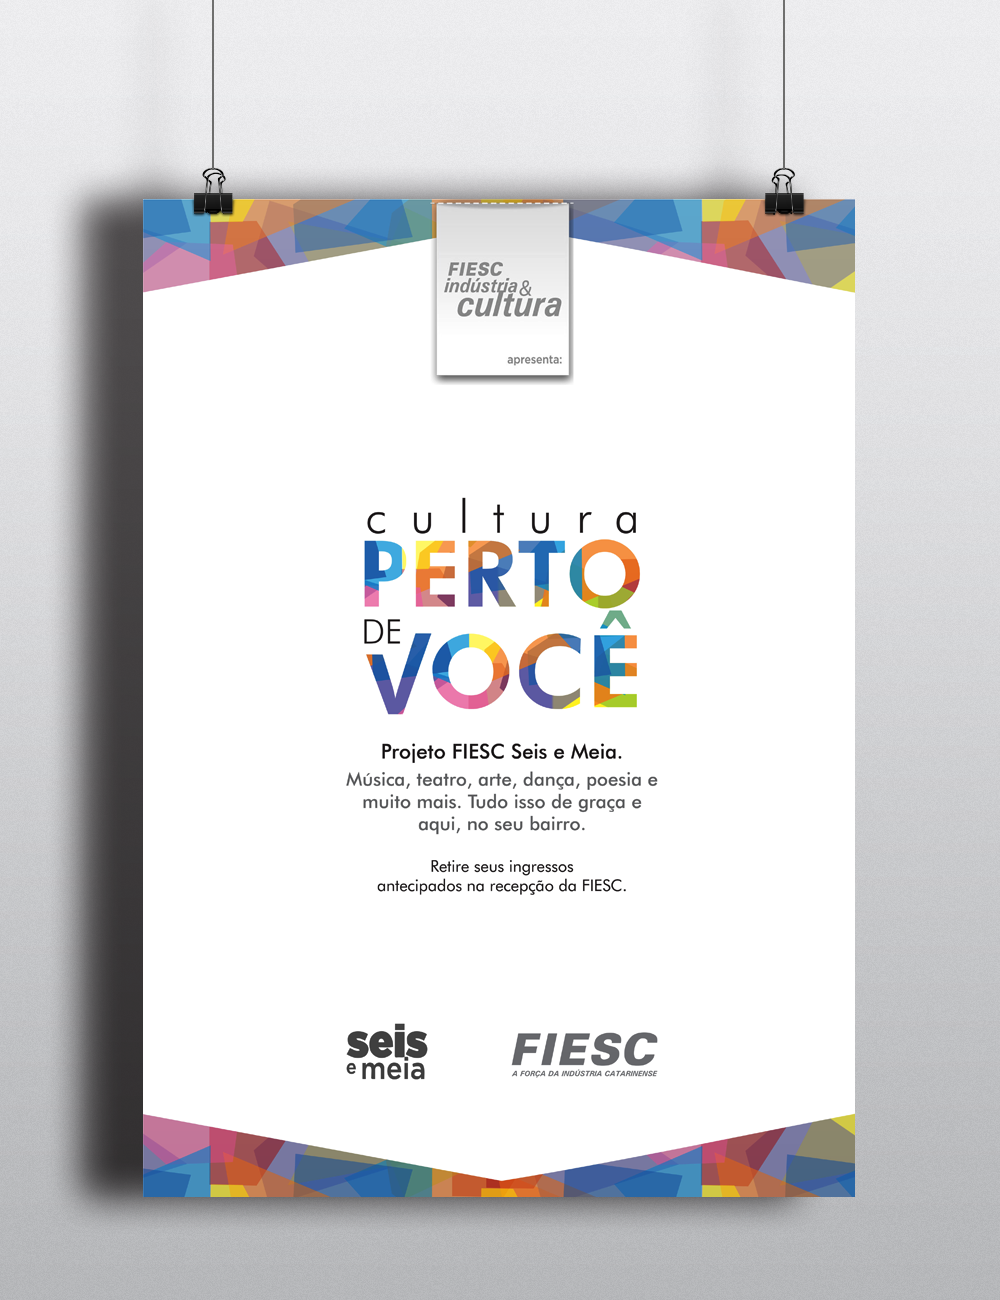 FIESC
indústria&
cultura
apresenta:
cultura
PERTO
DE
VOCÊ
Projeto FIESC Seis e Meia.
Música, teatro, arte, dança, poesia e
muito mais. Tudo isso de graça e
aqui, no seu bairro.
Retire seus ingressos
antecipados na recepção da FIESC.
seis
e meia
FIESC
A FORÇA DA INDÚSTRIA CATARINENSE